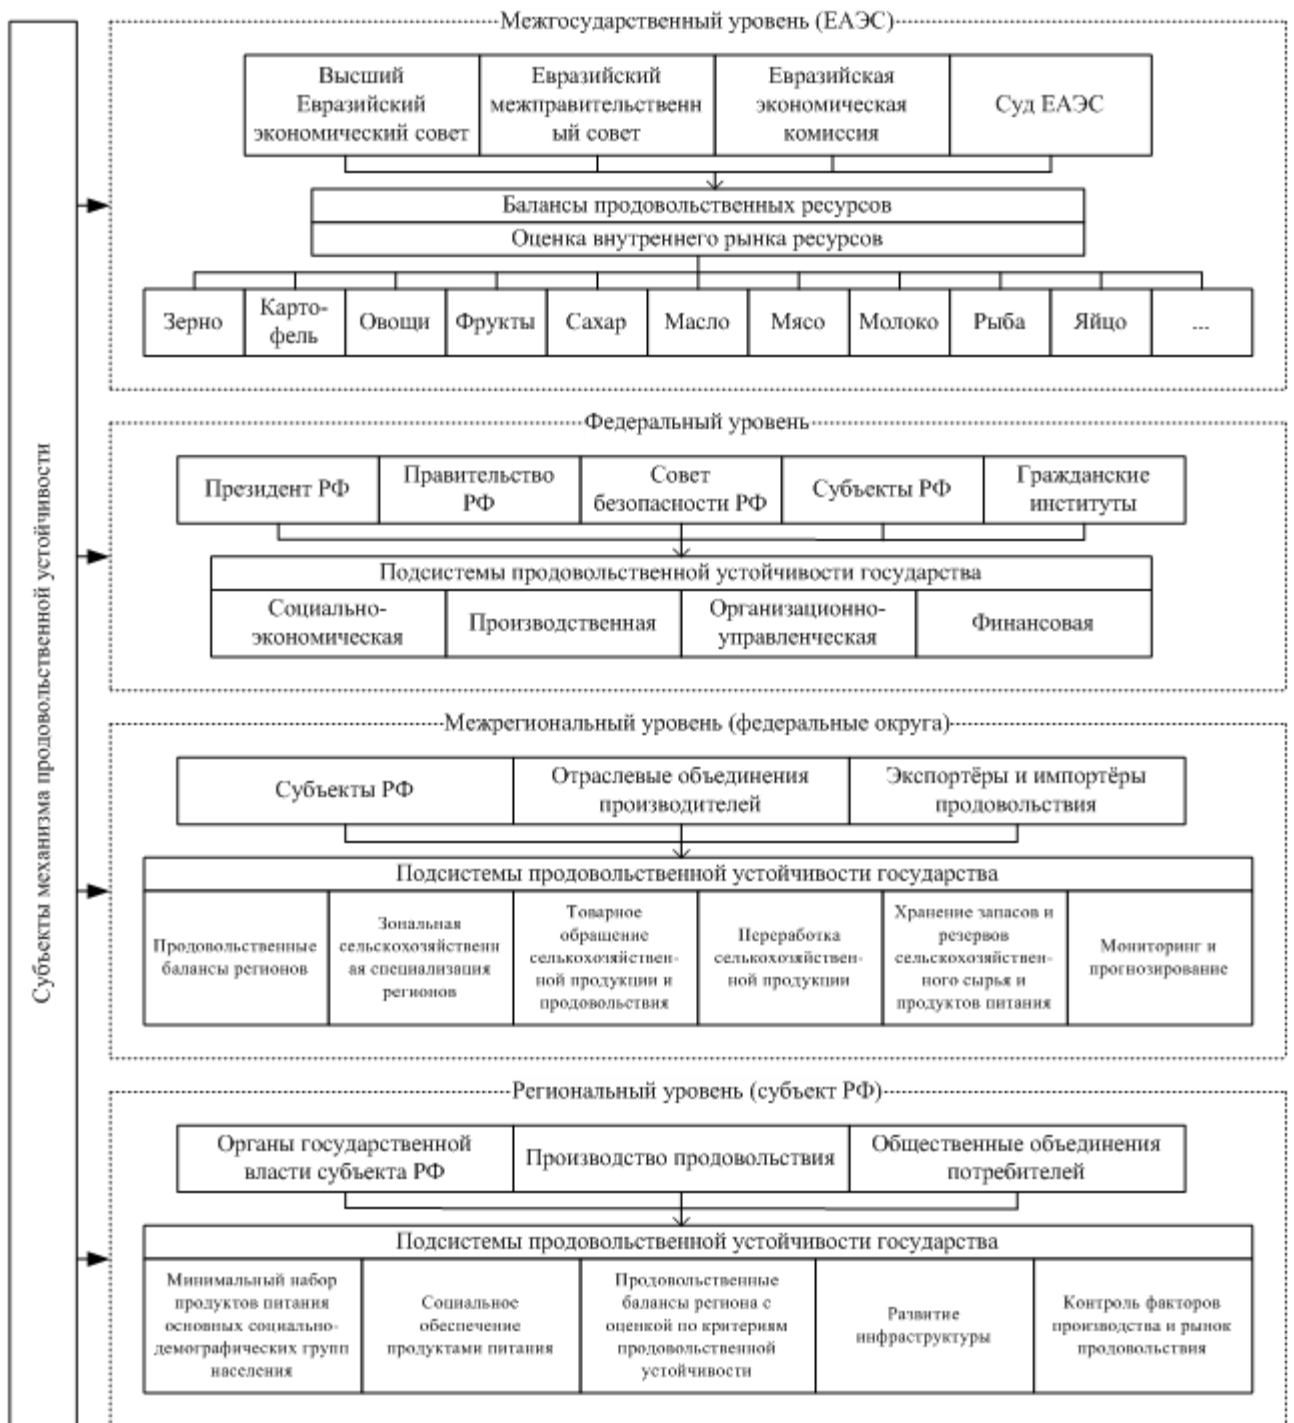 Субъекты механизма продовольственной устойчивости
Межгосударственный уровень (ЕАЭС)
Высший
Евразийский
экономический совет
Евразийский
межправительственн
ый совет
Евразийская
экономическая
комиссия
Суд ЕАЭС
Балансы продовольственных ресурсов
Оценка внутреннего рынка ресурсов
Зерно
Карто-
фель
Овощи
Фрукты
Сахар
Масло
Мясо
Молоко
Рыба
Яйцо
...
Федеральный уровень
Президент РФ
Правительство
РФ
Совет
безопасности РФ
Субъекты РФ
Гражданские
институты
Подсистемы продовольственной устойчивости государства
Социально-
экономическая
Производственная
Организационно-
управленческая
Финансовая
Межрегиональный уровень (федеральные округа)
Субъекты РФ
Отраслевые объединения
производителей
Экспортёры и импортёры
продовольствия
Подсистемы продовольственной устойчивости государства
Продовольственные
балансы регионов
Зональная
сельскохозяйственн
ая специализация
регионов
Товарное
обращение
селькохозяйствен-
ной продукции и
продовольствия
Переработка
селькохозяйствен-
ной продукции
Хранение запасов и
резервов
сельскохозяйствен-
ного сырья и
продуктов питания
Мониторинг и
прогнозирование
Региональный уровень (субъект РФ)
Органы государственной
власти субъекта РФ
Производство продовольствия
Общественные объединения
потребителей
Подсистемы продовольственной устойчивости государства
Минимальный набор
продуктов питания
основных социально-
демографических групп
населения
Социальное
обеспечение
продуктами питания
Продовольственные
балансы региона с
оценкой по критериям
продовольственной
устойчивости
Развитие
инфраструктуры
Контроль факторов
производства и рынок
продовольствия